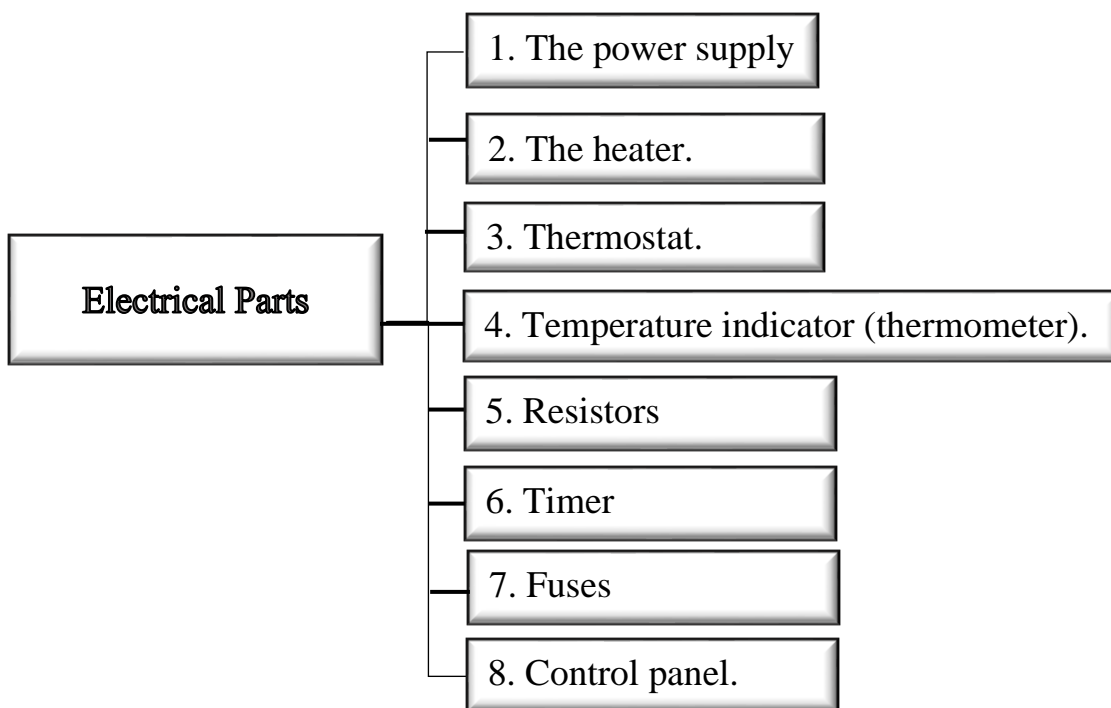 Electrical Parts
1. The power supply
2. The heater.
3. Thermostat.
4. Temperature indicator (thermometer).
5. Resistors
6. Timer
7. Fuses
8. Control panel.